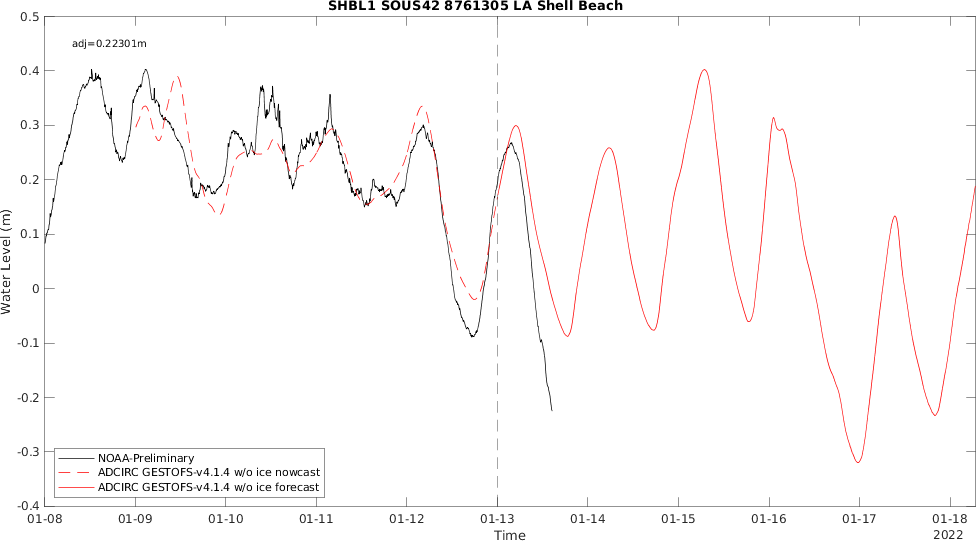 SHBL1 SOUS42 8761305 LA Shell Beach
adj=0.22301m
Water Level (m)
0.5
0.4
0.3
0.2
0.1
0
-0.1
-0.2
-0.3
-0.4
NOAA-Preliminary
ADCIRC GESTOFS-v4.1.4 w/o ice nowcast
ADCIRC GESTOFS-v4.1.4 w/o ice forecast
01-08 01-09 01-10 01-11 01-12 01-13 01-14 01-15 01-16 01-17 01-18
Time
2022